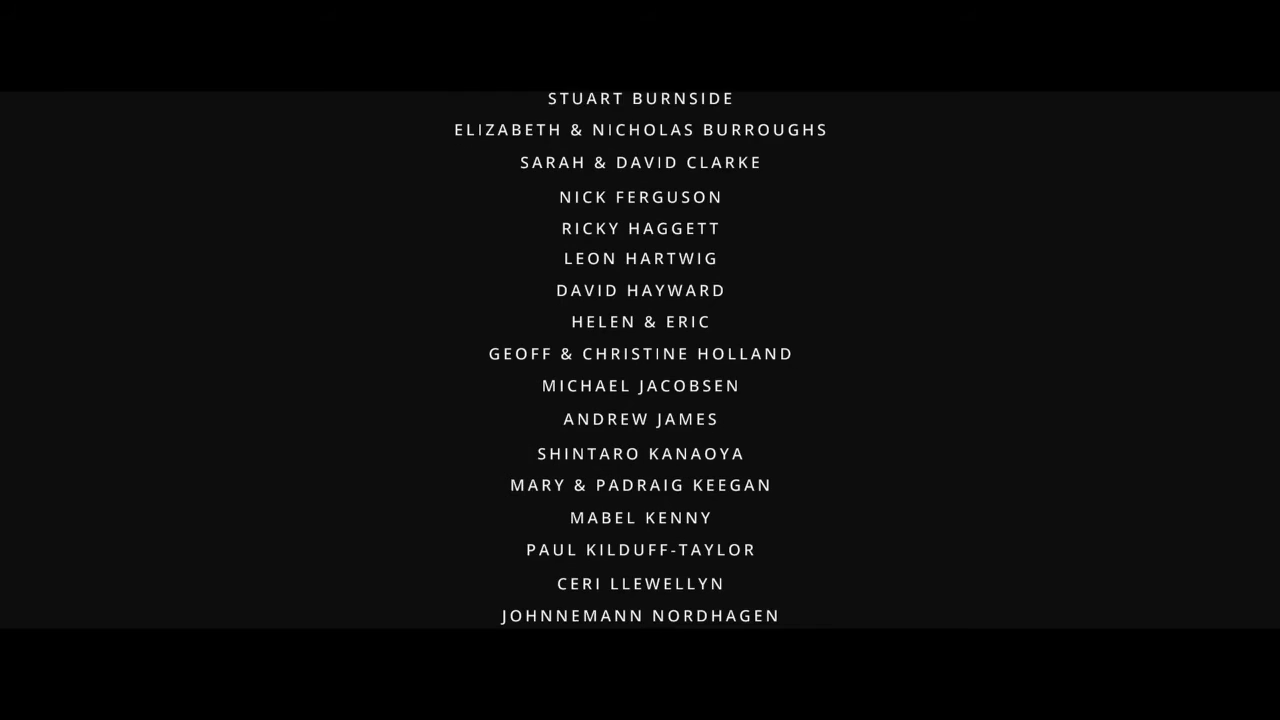 STUART BURNSIDE
ELIZABETH & NICHOLAS BURROUGHS
SARAH & DAVID CLARKE
NICK FERGUSON
RICKY HAGGETT
LEON HARTWIG
DAVID HAYWARD
HELEN & ERIC
GEOFF & CHRISTINE HOLLAND
MICHAEL JACOBSEN
ANDREW JAMES
SHINTARO KANAOYA
MARY & PADRAIG KEEGAN
MABEL KENNY
PAUL KILDUFF-TAYLOR
CERI LLEWELLYN
JOHNNEMANN NORDHAGEN